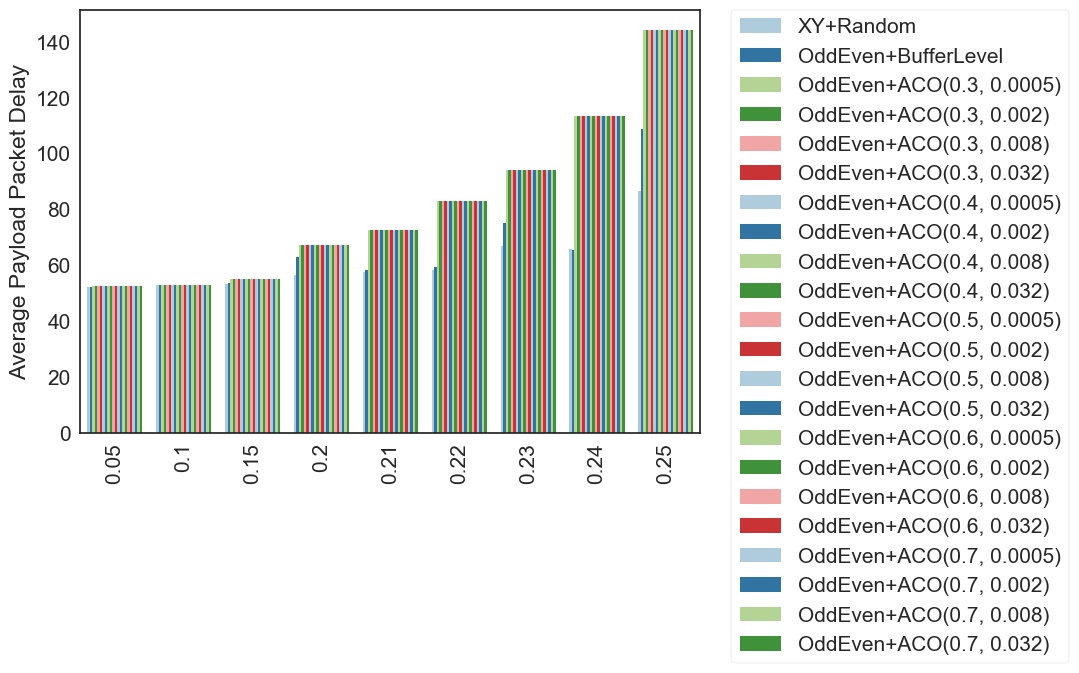 Average Payload Packet Delay
140
120
100
80
60
40
20
0
0.05
0.1
0.15
0.2
0.21
0.22
0.23
0.24
0.25
XY+Random
OddEven+BufferLevel
OddEven+ACO(0.3, 0.0005)
OddEven+ACO(0.3, 0.002)
OddEven+ACO(0.3, 0.008)
OddEven+ACO(0.3, 0.032)
OddEven+ACO(0.4, 0.0005)
OddEven+ACO(0.4, 0.002)
OddEven+ACO(0.4, 0.008)
OddEven+ACO(0.4, 0.032)
OddEven+ACO(0.5, 0.0005)
OddEven+ACO(0.5, 0.002)
OddEven+ACO(0.5, 0.008)
OddEven+ACO(0.5, 0.032)
OddEven+ACO(0.6, 0.0005)
OddEven+ACO(0.6, 0.002)
OddEven+ACO(0.6, 0.008)
OddEven+ACO(0.6, 0.032)
OddEven+ACO(0.7, 0.0005)
OddEven+ACO(0.7, 0.002)
OddEven+ACO(0.7, 0.008)
OddEven+ACO(0.7, 0.032)